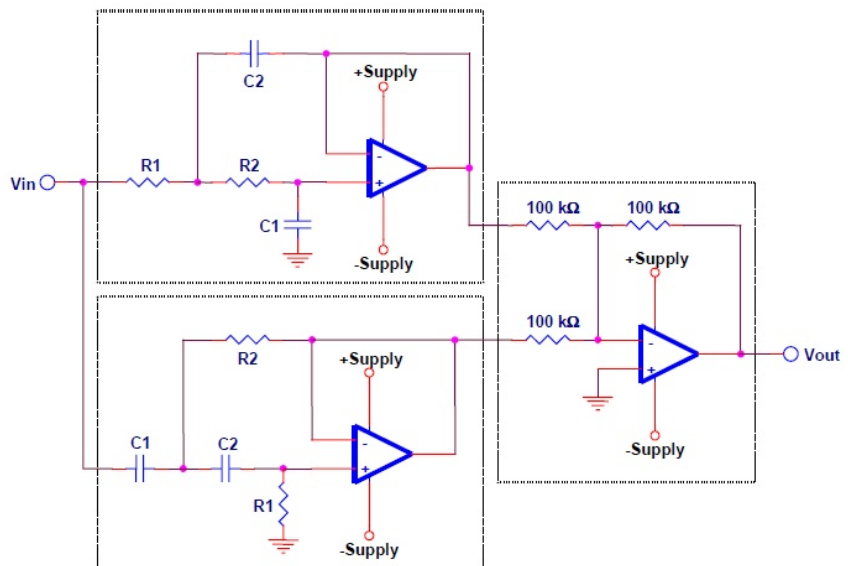 C2
+Supply
R1
R2
Vin
-
+
C1
-Supply
100 kΩ
100 kΩ
+Supply
100 kΩ
-
+
Vout
-Supply
R2
+Supply
C1
C2
-
+
R1
-Supply